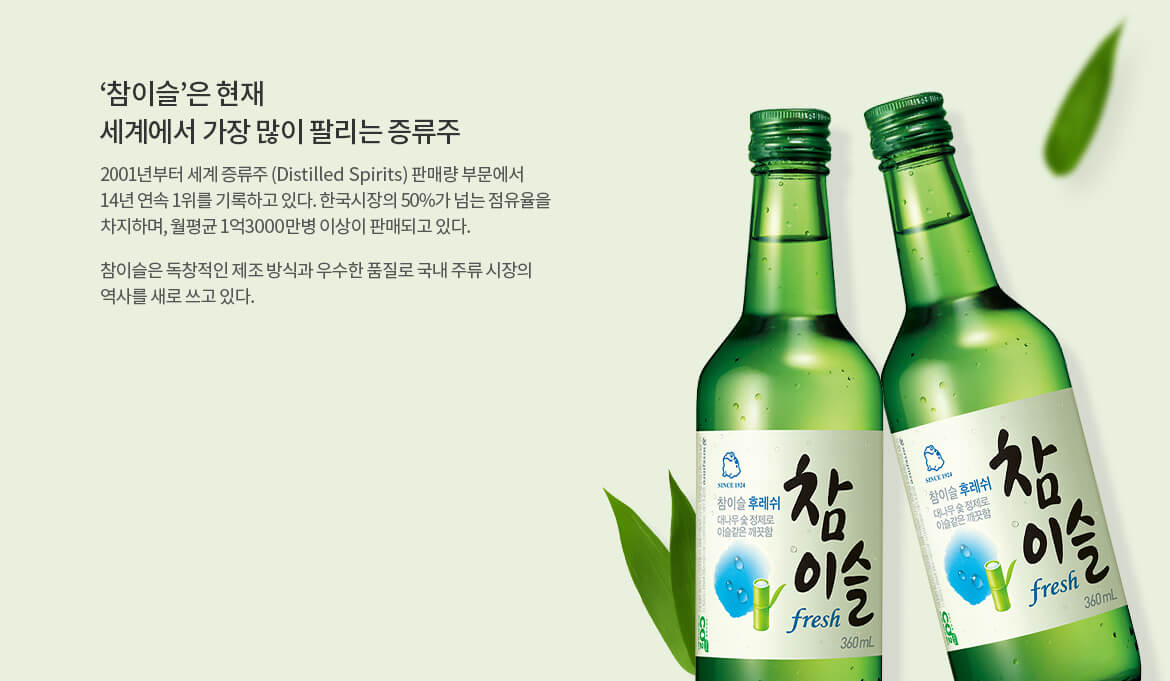 ‘참이슬’은 현재
세계에서 가장 많이 팔리는 증류주
2001년부터 세계 증류주 (Distilled Spirits) 판매량 부문에서
14년 연속 1위를 기록하고 있다. 한국시장의 50%가 넘는 점유율을
차지하며, 월평균 1억3000만병 이상이 판매되고 있다.
참이슬은 독창적인 제조 방식과 우수한 품질로 국내 주류 시장의
역사를 새로 쓰고 있다.
SINCE 1924
참이슬 후레쉬
대나무 숯 정제로
이슬같은 깨끗함
참
이슬
fresh
360mL
SINCE 1924
참이슬 후레쉬
대나무 숯 정제로
이슬같은 깨끗함
참
이슬
fresh
360mL